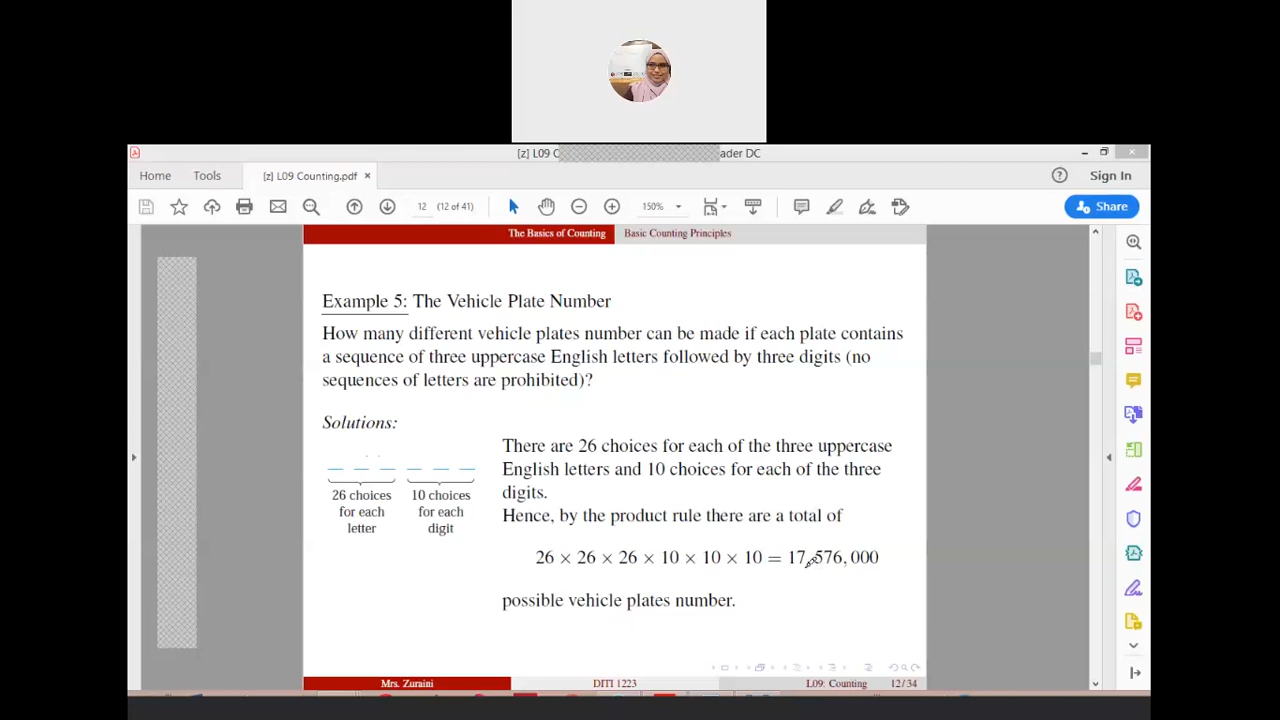 [z] L09 C
ader DC
Home
Tools
[z] L09 Counting.pdf
Sign In
12
(12 of 41)
150%
Share
The Basics of Counting
Basic Counting Principles
Example 5: The Vehicle Plate Number
How many different vehicle plates number can be made if each plate contains
a sequence of three uppercase English letters followed by three digits (no
sequences of letters are prohibited)?
Solutions:
26 choices
for each
letter
10 choices
for each
digit
There are 26 choices for each of the three uppercase
English letters and 10 choices for each of the three
digits.
Hence, by the product rule there are a total of
26 × 26 × 26 × 10 × 10 × 10 = 17,576,000
possible vehicle plates number.
Mrs. Zuraini
DITI 1223
L09: Counting
12/34